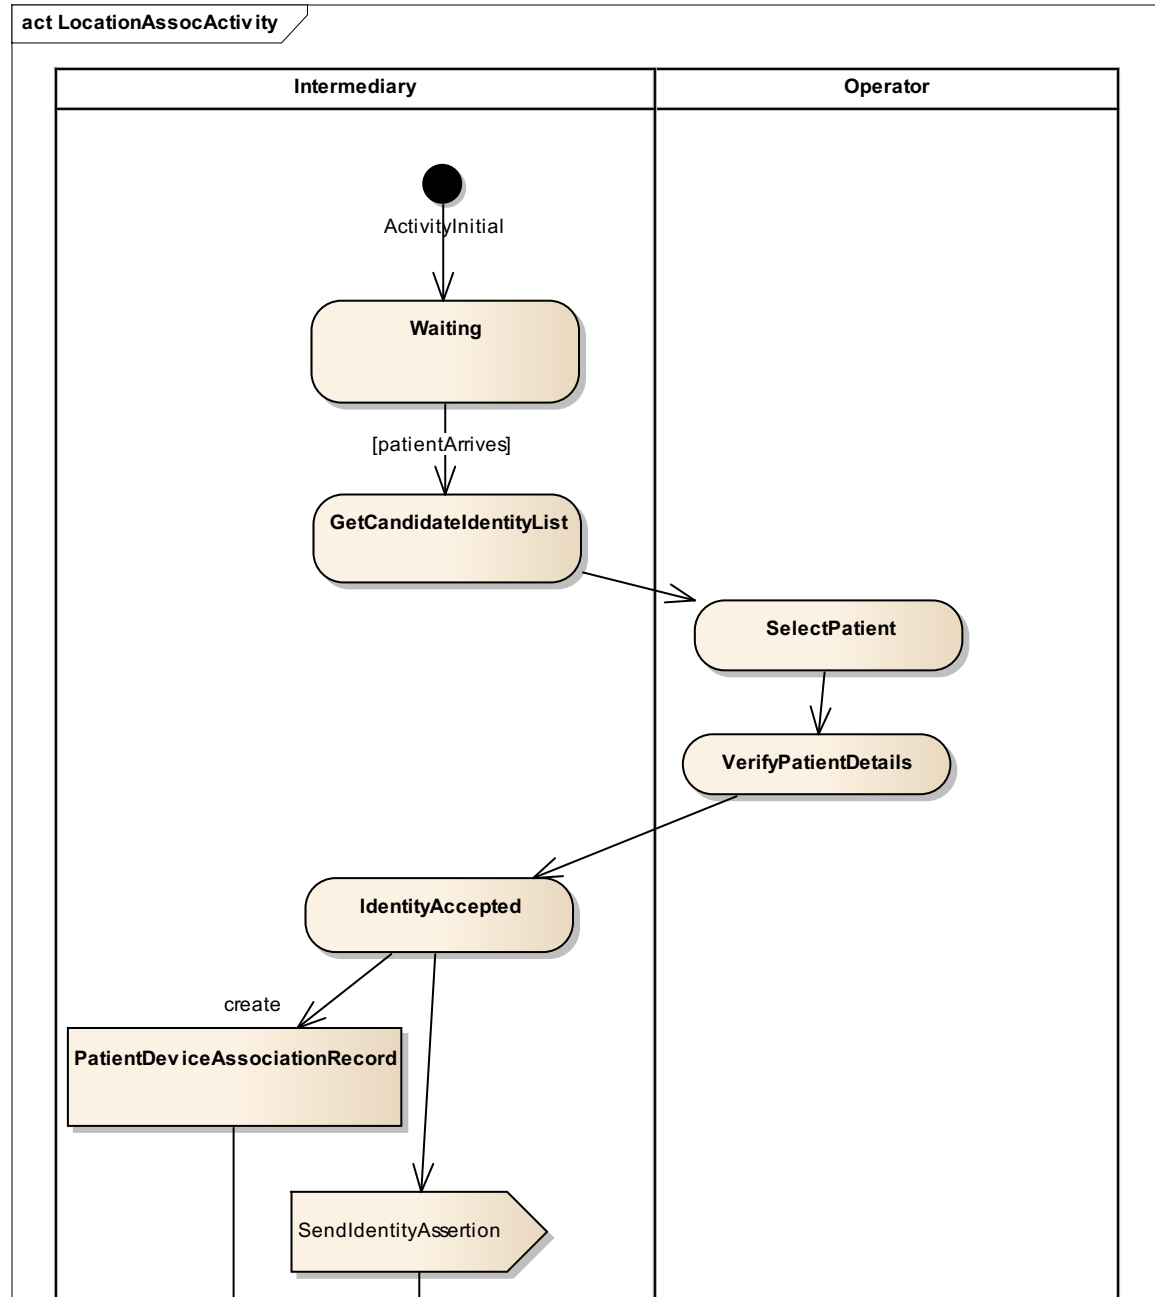 act LocationAssocActivity
Intermediary
Operator
ActivityInitial
Waiting
[patientArrives]
GetCandidateIdentityList
SelectPatient
VerifyPatientDetails
IdentityAccepted
create
PatientDeviceAssociationRecord
SendIdentityAssertion